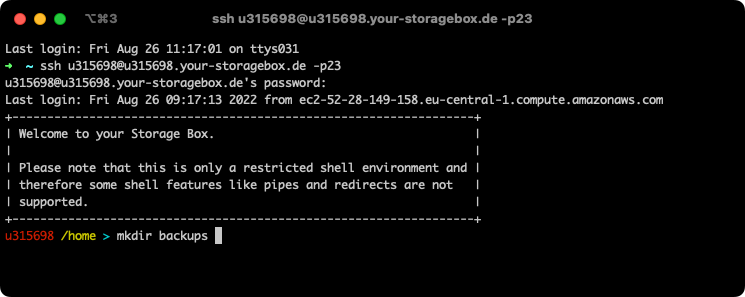 ⌥⌘3 ssh u315698@u315698.your-storagebox.de -p23
Last login: Fri Aug 26 11:17:01 on ttys031
➜ ~ ssh u315698@u315698.your-storagebox.de -p23
u315698@u315698.your-storagebox.de's password:
Last login: Fri Aug 26 09:17:13 2022 from ec2-52-28-149-158.eu-central-1.compute.amazonaws.com
+------------------------------------------------------------------+
| Welcome to your Storage Box.                                     |
|                                                                  |
| Please note that this is only a restricted shell environment and |
| therefore some shell features like pipes and redirects are not   |
| supported.                                                       |
+------------------------------------------------------------------+
u315698 /home > mkdir backups